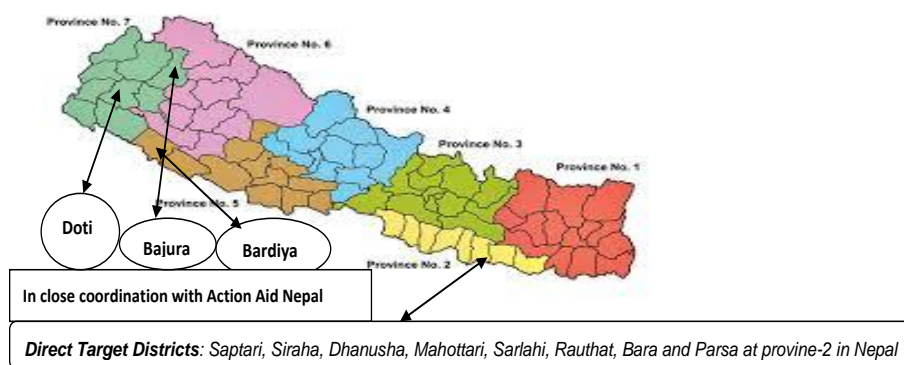 Province No. 7
Province No. 6
Province No. 4
Province No. 3
Province No. 1
Province No. 5
Doti
Bajura
Bardiya
Province No. 2
In close coordination with Action Aid Nepal
Direct Target Districts: Saptari, Siraha, Dhanusha, Mahottari, Sarlahi, Rauthat, Bara and Parsa at provine-2 in Nepal